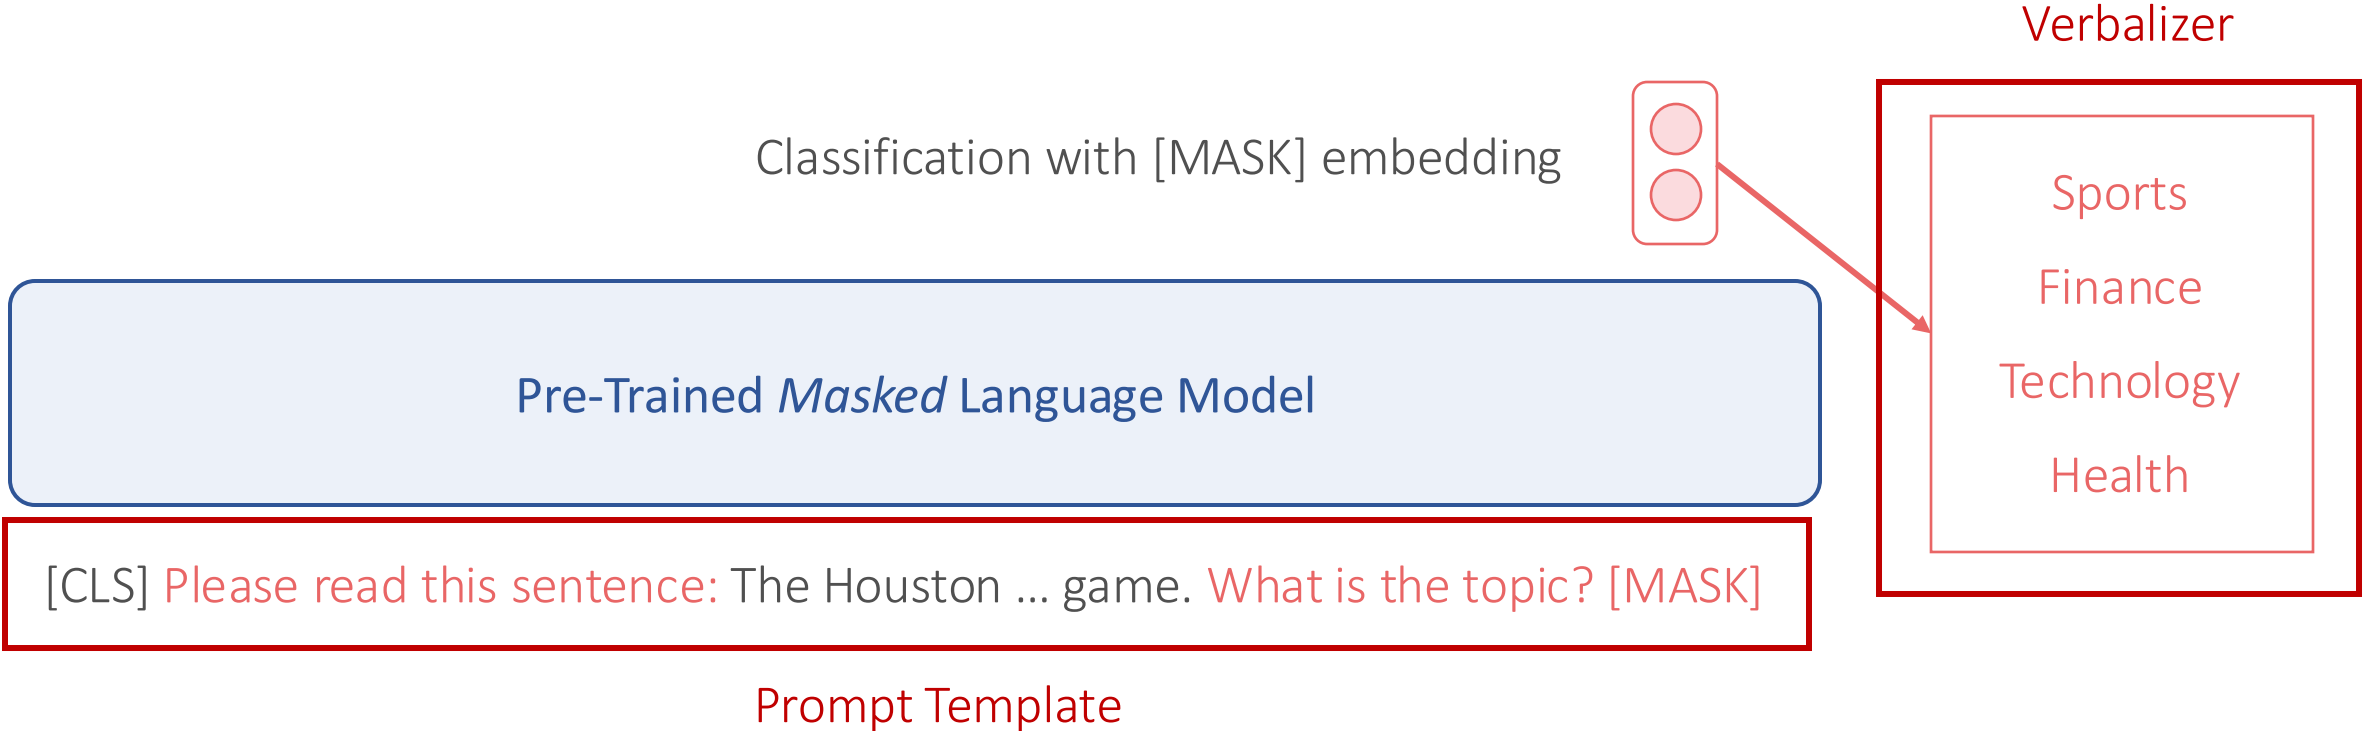 Verbalizer
Classification with [MASK] embedding
Sports
Finance
Technology
Health
Pre-Trained Masked Language Model
[CLS] Please read this sentence: The Houston ... game. What is the topic? [MASK]
Prompt Template